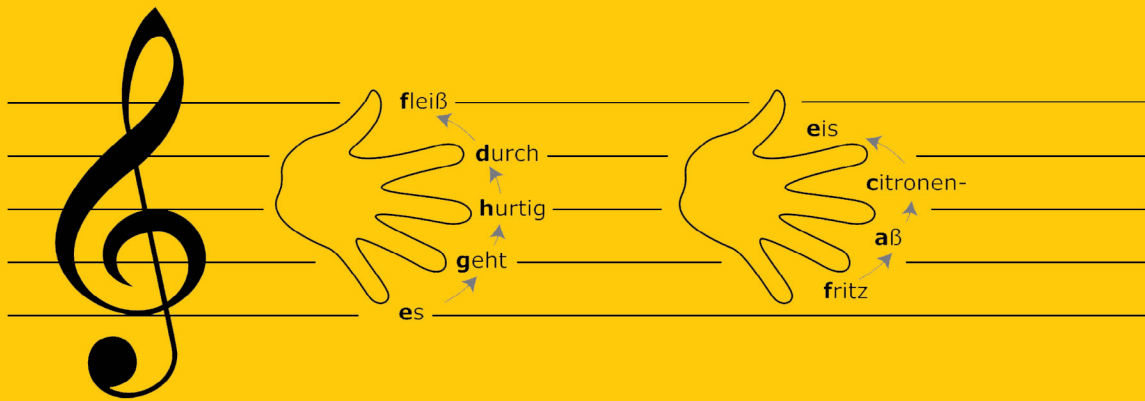 es
geht
hurtig
durch
fleiß
fritz
aß
citronen-
eis